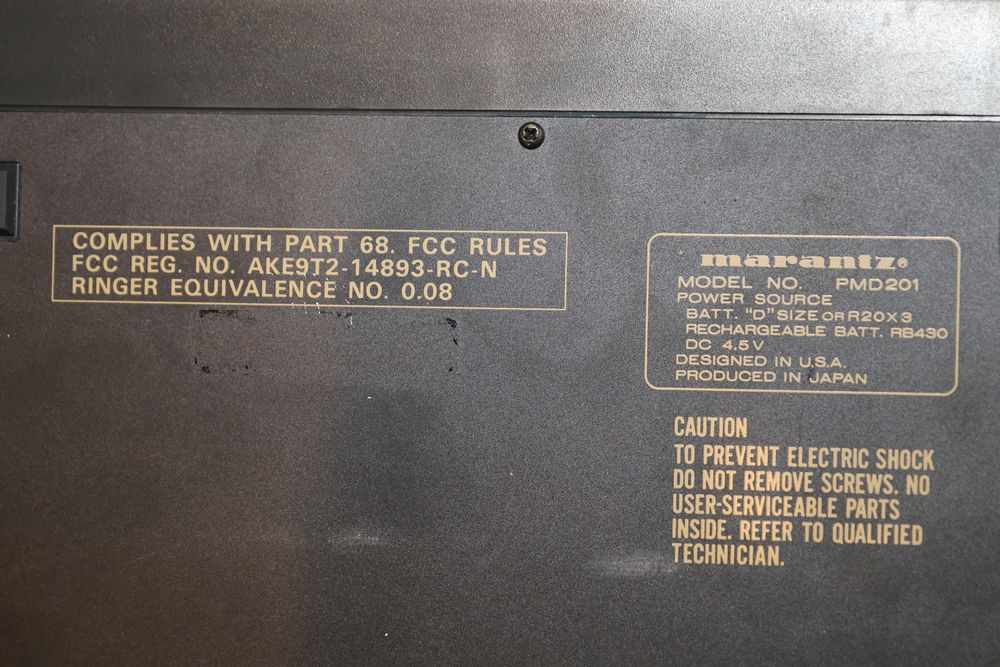 COMPLIES WITH PART 68. FCC RULES
FCC REG. NO. AKE9T2-14893-RC-N
RINGER EQUIVALENCE NO. 0.08
marantz®
MODEL NO. PMD201
POWER SOURCE
BATT. "D" SIZE OR R20X3
RECHARGEABLE BATT. RB430
DC 4.5V
DESIGNED IN U.S.A.
PRODUCED IN JAPAN
CAUTION
TO PREVENT ELECTRIC SHOCK
DO NOT REMOVE SCREWS. NO
USER-SERVICEABLE PARTS
INSIDE. REFER TO QUALIFIED
TECHNICIAN.